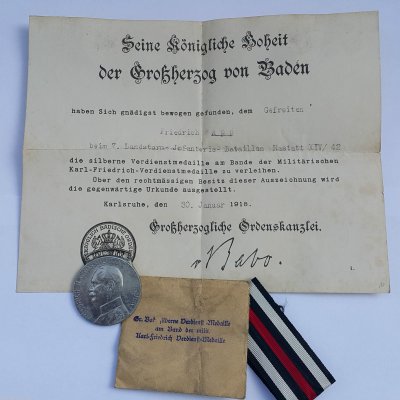 Seine Königliche Hoheit
der Großherzog von Baden
haben Sich gnädigst bewogen gefunden, dem Gefreiten
Friedrich
beim 7. Landsturm-Infanterie-Bataillon Rastatt XIV/42
die silberne Verdienstmedaille am Bande der Militärischen
Karl-Friedrich-Verdienstmedaille zu verleihen.
Über den rechtmässigen Besitz dieser Auszeichnung wird
die gegenwärtige Urkunde ausgestellt.
Karlsruhe, den 30. Januar 1918.
Großherzogliche Ordenskanzlei.
v Babo.
1.
Gr. Bad. silberne Verdienst-Medaille
am Band der milit.
Karl-Friedrich Verdienst-Medaille